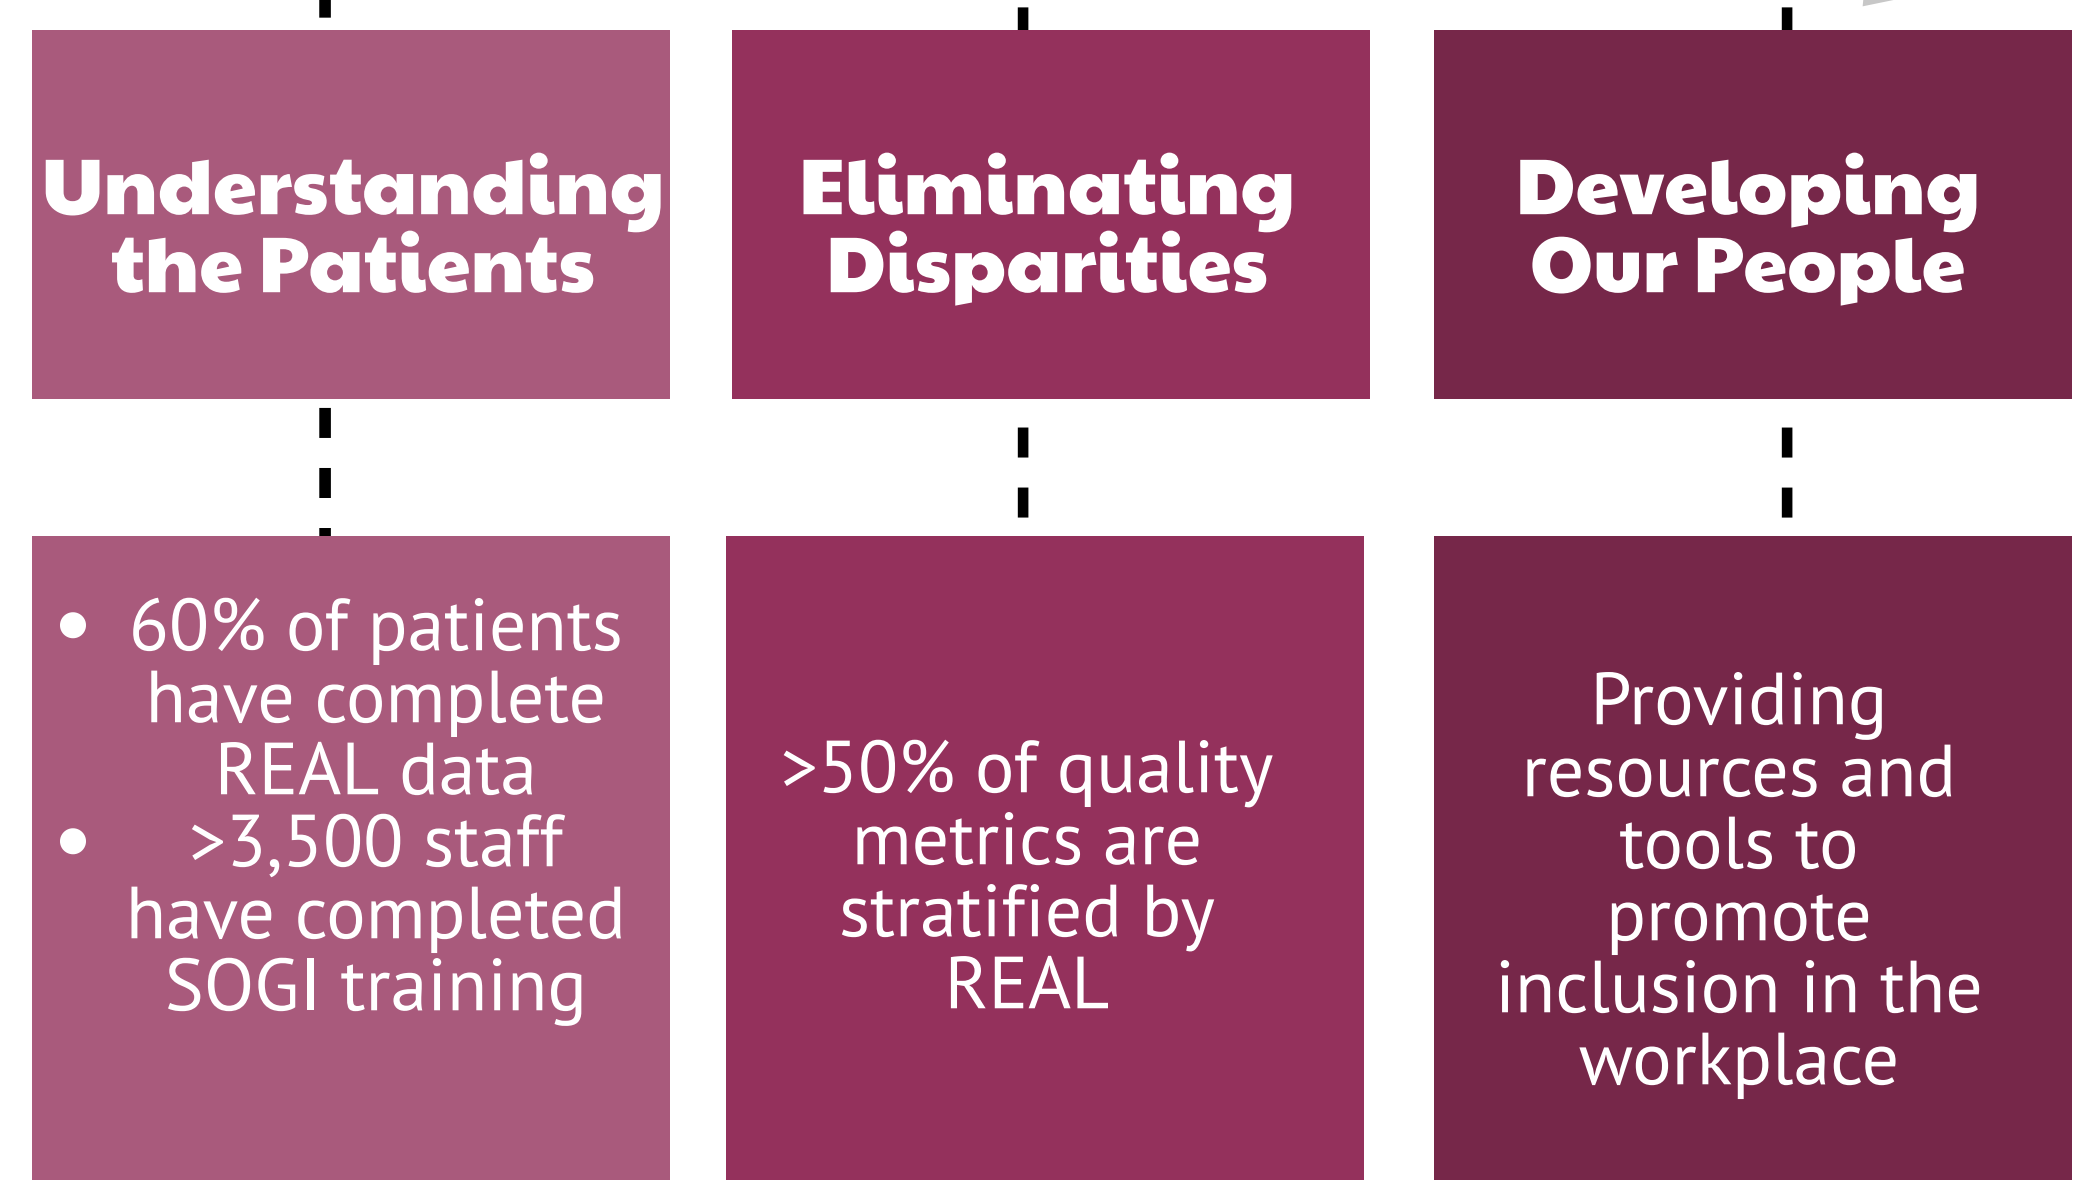 Understanding
the Patients
Eliminating
Disparities
Developing
Our People
• 60% of patients
have complete
REAL data
• >3,500 staff
have completed
SOGI training
>50% of quality
metrics are
stratified by
REAL
Providing
resources and
tools to
promote
inclusion in the
workplace